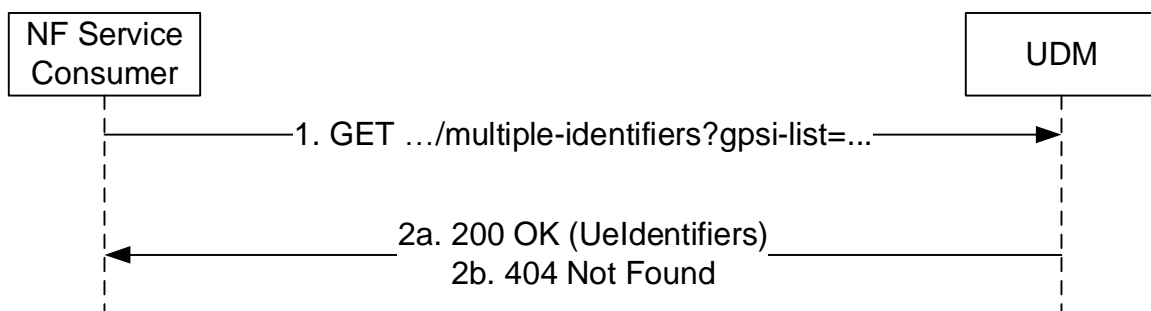 NF Service
Consumer
UDM
1. GET …/multiple-identifiers?gpsi-list=...
2a. 200 OK (UeIdentifiers)
2b. 404 Not Found